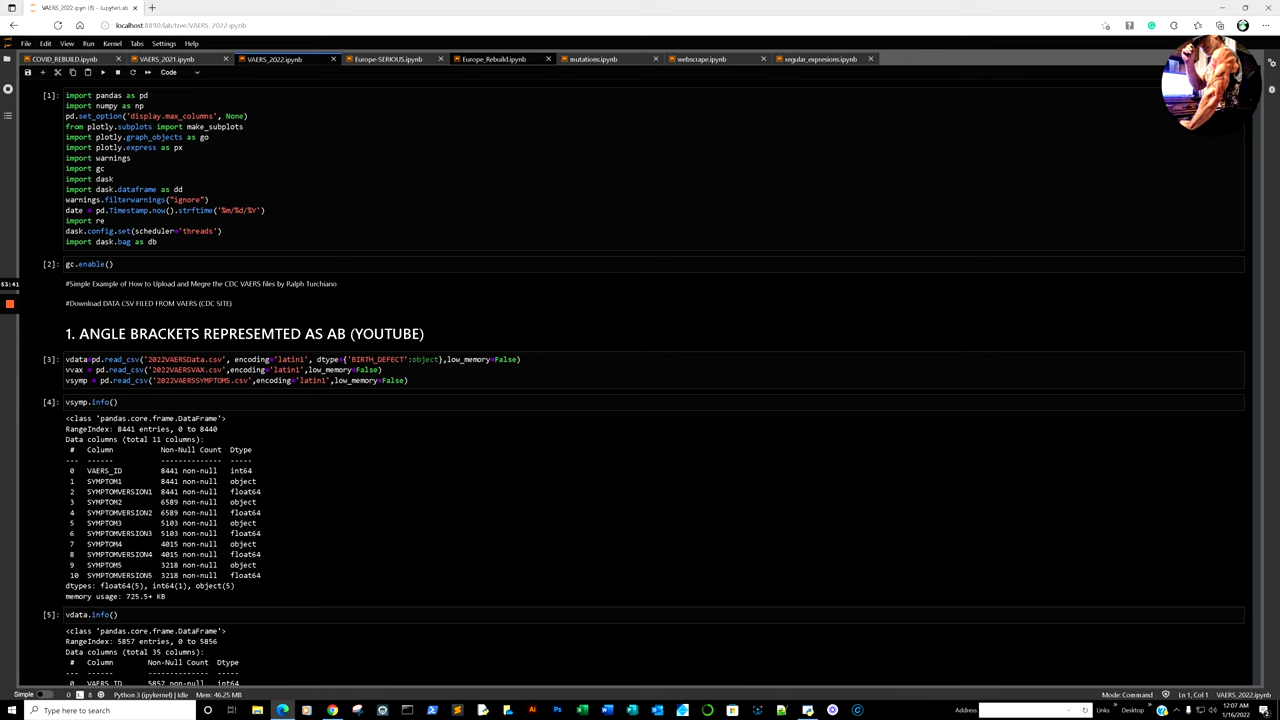 VAERS_2022.ipyn (8) - JupyterLab
localhost:8890/lab/tree/VAERS_2022.ipynb
File Edit View Run Kernel Tabs Settings Help
COVID_REBUILD.ipynb VAERS_2021.ipynb VAERS_2022.ipynb Europe-SERIOUS.ipynb Europe_Rebuild.ipynb mutations.ipynb webscrape.ipynb regular_expresions.ipynb
Code
[1]: import pandas as pd
import numpy as np
pd.set_option('display.max_columns', None)
from plotly.subplots import make_subplots
import plotly.graph_objects as go
import plotly.express as px
import warnings
import gc
import dask
import dask.dataframe as dd
warnings.filterwarnings("ignore")
date = pd.Timestamp.now().strftime('%m/%d/%Y')
import re
dask.config.set(scheduler='threads')
import dask.bag as db
[2]: gc.enable()
53:41
#Simple Example of How to Upload and Megre the CDC VAERS files by Ralph Turchiano
#Download DATA CSV FILED FROM VAERS (CDC SITE)
1. ANGLE BRACKETS REPRESEMTED AS AB (YOUTUBE)
[3]: vdata=pd.read_csv('2022VAERSData.csv', encoding='latin1', dtype={'BIRTH_DEFECT':object},low_memory=False)
vvax = pd.read_csv('2022VAERSVAX.csv',encoding='latin1',low_memory=False)
vsymp = pd.read_csv('2022VAERSSYMPTOMS.csv',encoding='latin1',low_memory=False)
[4]: vsymp.info()
<class 'pandas.core.frame.DataFrame'>
RangeIndex: 8441 entries, 0 to 8440
Data columns (total 11 columns):
# Column Non-Null Count Dtype
--- ------ -------------- -----
0 VAERS_ID 8441 non-null int64
1 SYMPTOM1 8441 non-null object
2 SYMPTOMVERSION1 8441 non-null float64
3 SYMPTOM2 6589 non-null object
4 SYMPTOMVERSION2 6589 non-null float64
5 SYMPTOM3 5103 non-null object
6 SYMPTOMVERSION3 5103 non-null float64
7 SYMPTOM4 4015 non-null object
8 SYMPTOMVERSION4 4015 non-null float64
9 SYMPTOM5 3218 non-null object
10 SYMPTOMVERSION5 3218 non-null float64
dtypes: float64(5), int64(1), object(5)
memory usage: 725.5+ KB
[5]: vdata.info()
<class 'pandas.core.frame.DataFrame'>
RangeIndex: 5857 entries, 0 to 5856
Data columns (total 35 columns):
# Column Non-Null Count Dtype
--- ------ -------------- -----
0 VAERS_ID 5857 non-null int64
Simple 0 8 Python 3 (ipykernel) | Idle Mem: 46.25 MB Mode: Command Ln 1, Col 1 VAERS_2022.ipynb
Type here to search Address Links Desktop 12:07 AM
1/16/2022